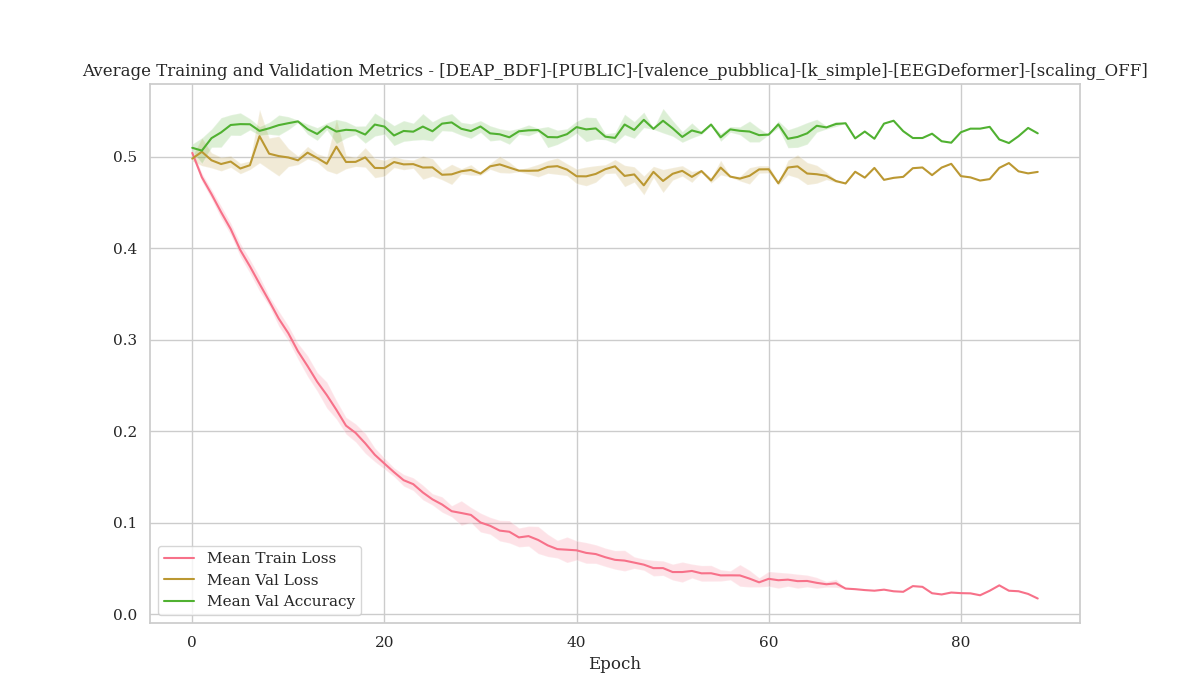 Average Training and Validation Metrics - [DEAP_BDF]-[PUBLIC]-[valence_pubblica]-[k_simple]-[EEGDeformer]-[scaling_OFF]
0.5
0.4
0.3
0.2
0.1
0.0
Mean Train Loss
Mean Val Loss
Mean Val Accuracy
0 20 40 60 80
Epoch